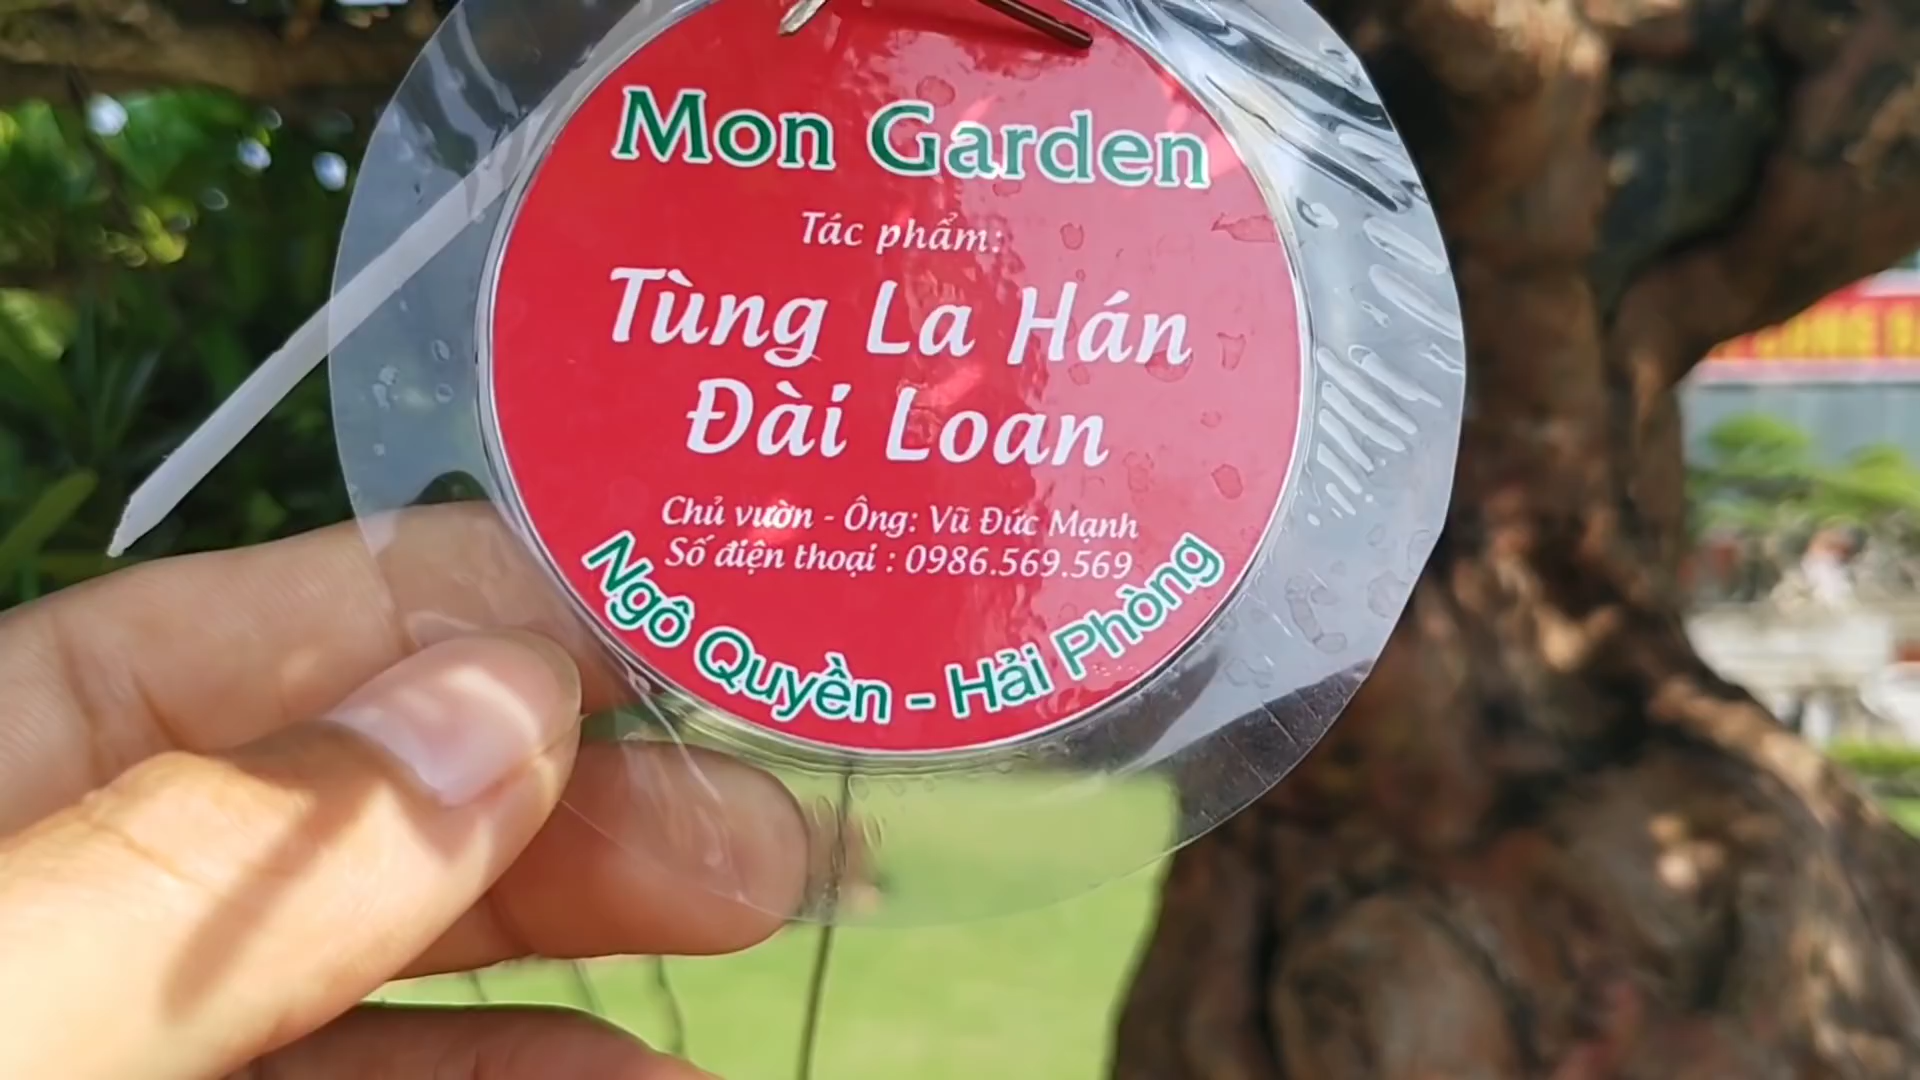 Mon Garden
Tác phẩm:
Tùng La Hán
Đài Loan
Chủ vườn - Ông: Vũ Đức Mạnh
Số điện thoại : 0986.569.569
Ngô Quyền - Hải Phòng